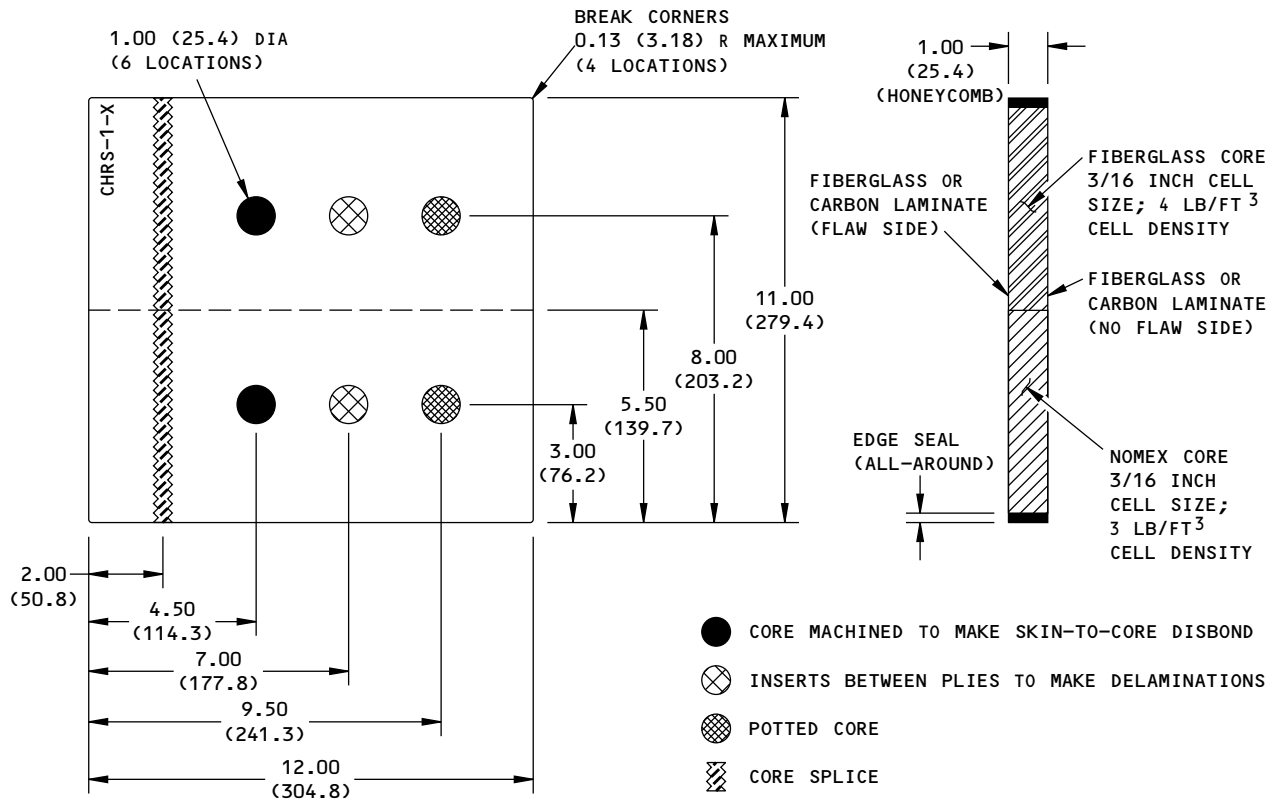 BREAK CORNERS
0.13 (3.18) R MAXIMUM
(4 LOCATIONS)
1.00 (25.4) DIA
(6 LOCATIONS)
1.00
(25.4)
(HONEYCOMB)
CHRS-1-X
FIBERGLASS CORE
3/16 INCH CELL
SIZE; 4 LB/FT 3
CELL DENSITY
FIBERGLASS OR
CARBON LAMINATE
(FLAW SIDE)
FIBERGLASS OR
CARBON LAMINATE
(NO FLAW SIDE)
11.00
(279.4)
8.00
(203.2)
5.50
(139.7)
3.00
(76.2)
EDGE SEAL
(ALL-AROUND)
NOMEX CORE
3/16 INCH
CELL SIZE;
3 LB/FT3
CELL DENSITY
2.00
(50.8)
4.50
(114.3)
7.00
(177.8)
9.50
(241.3)
12.00
(304.8)
CORE MACHINED TO MAKE SKIN-TO-CORE DISBOND
INSERTS BETWEEN PLIES TO MAKE DELAMINATIONS
POTTED CORE
CORE SPLICE